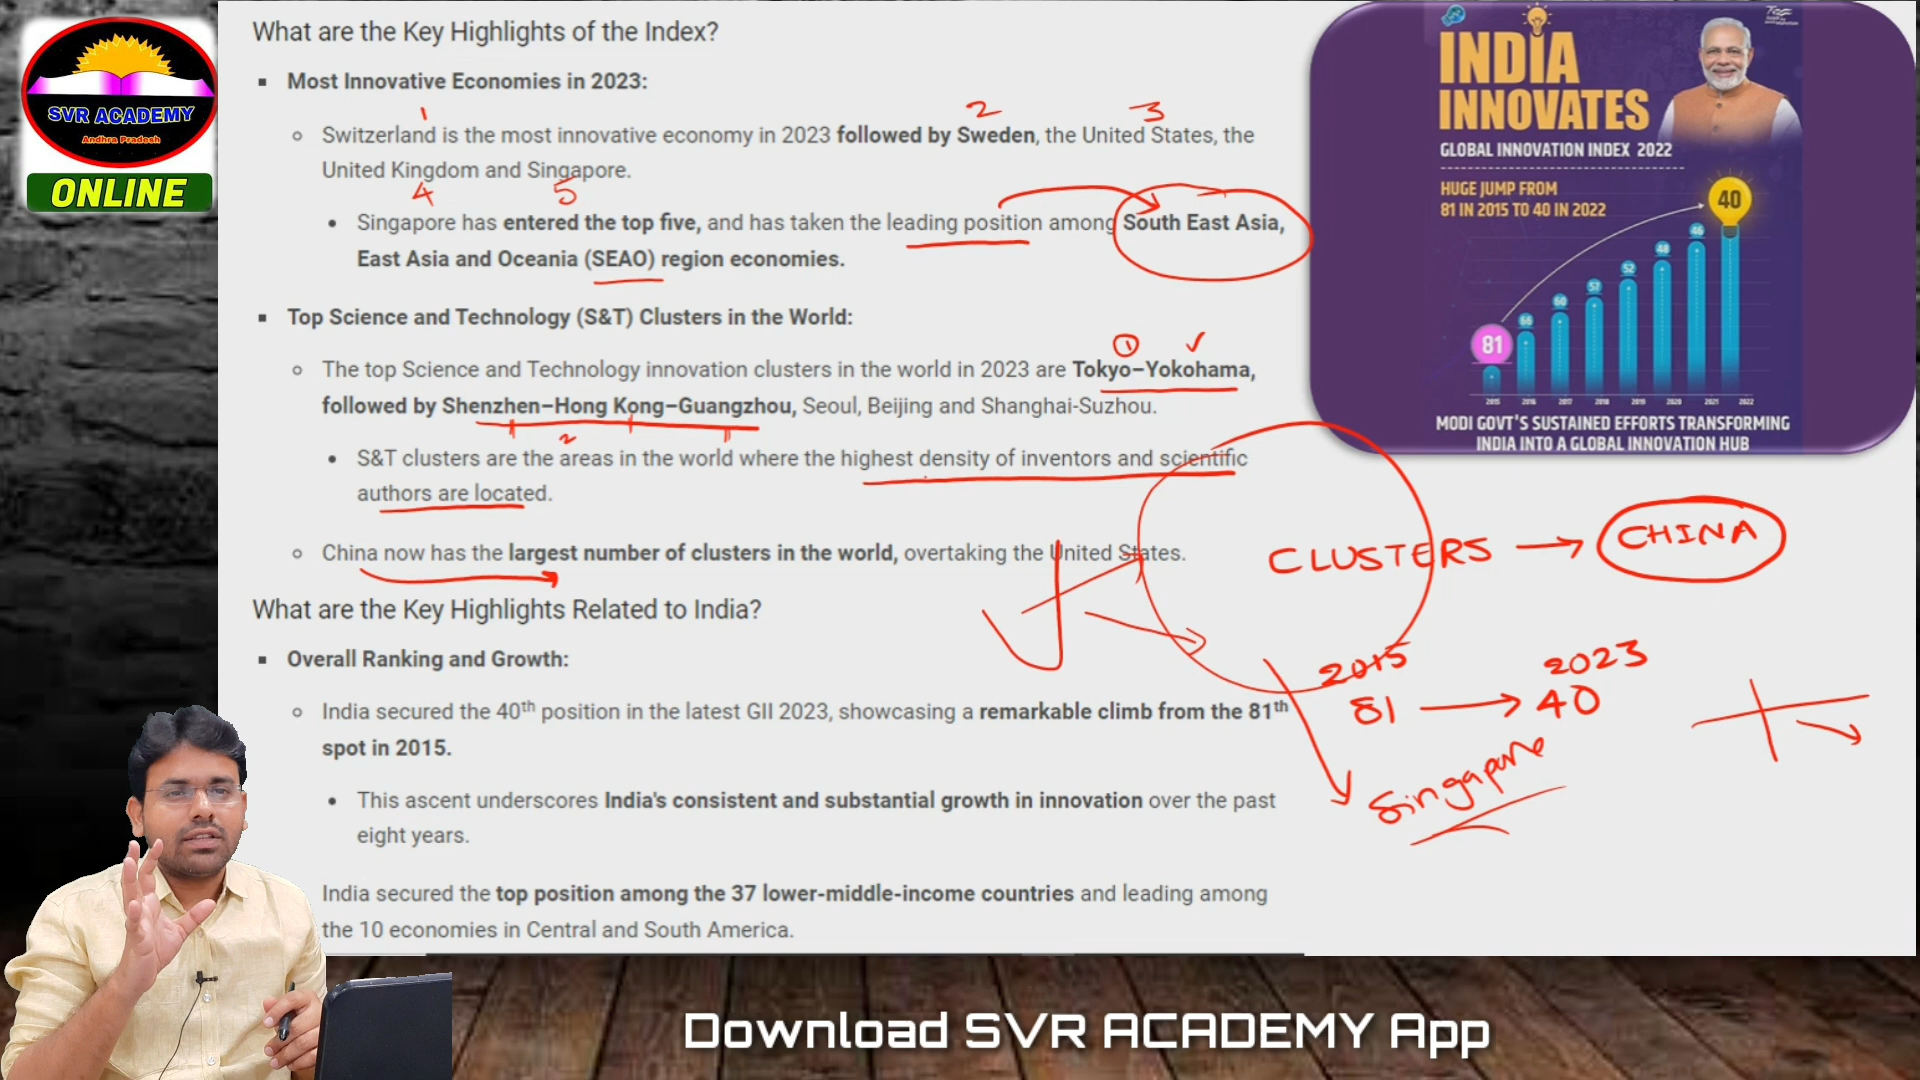 SVR ACADEMY
Andhra Pradesh
ONLINE
What are the Key Highlights of the Index?
Most Innovative Economies in 2023:
1 2 3
Switzerland is the most innovative economy in 2023 followed by Sweden, the United States, the
United Kingdom and Singapore.
4 5
Singapore has entered the top five, and has taken the leading position among South East Asia,
East Asia and Oceania (SEAO) region economies.
Top Science and Technology (S&T) Clusters in the World:
1
The top Science and Technology innovation clusters in the world in 2023 are Tokyo–Yokohama,
followed by Shenzhen–Hong Kong–Guangzhou, Seoul, Beijing and Shanghai-Suzhou.
2
S&T clusters are the areas in the world where the highest density of inventors and scientific
authors are located.
China now has the largest number of clusters in the world, overtaking the United States.
What are the Key Highlights Related to India?
Overall Ranking and Growth:
India secured the 40th position in the latest GII 2023, showcasing a remarkable climb from the 81th
spot in 2015.
This ascent underscores India's consistent and substantial growth in innovation over the past
eight years.
India secured the top position among the 37 lower-middle-income countries and leading among
the 10 economies in Central and South America.
INDIA
INNOVATES
GLOBAL INNOVATION INDEX 2022
HUGE JUMP FROM
81 IN 2015 TO 40 IN 2022
81 66 60 57 52 48 46 40
2015 2016 2017 2018 2019 2020 2021 2022
MODI GOVT'S SUSTAINED EFFORTS TRANSFORMING
INDIA INTO A GLOBAL INNOVATION HUB
CLUSTERS → CHINA
2015 2023
81 → 40
Singapore
Download SVR ACADEMY App